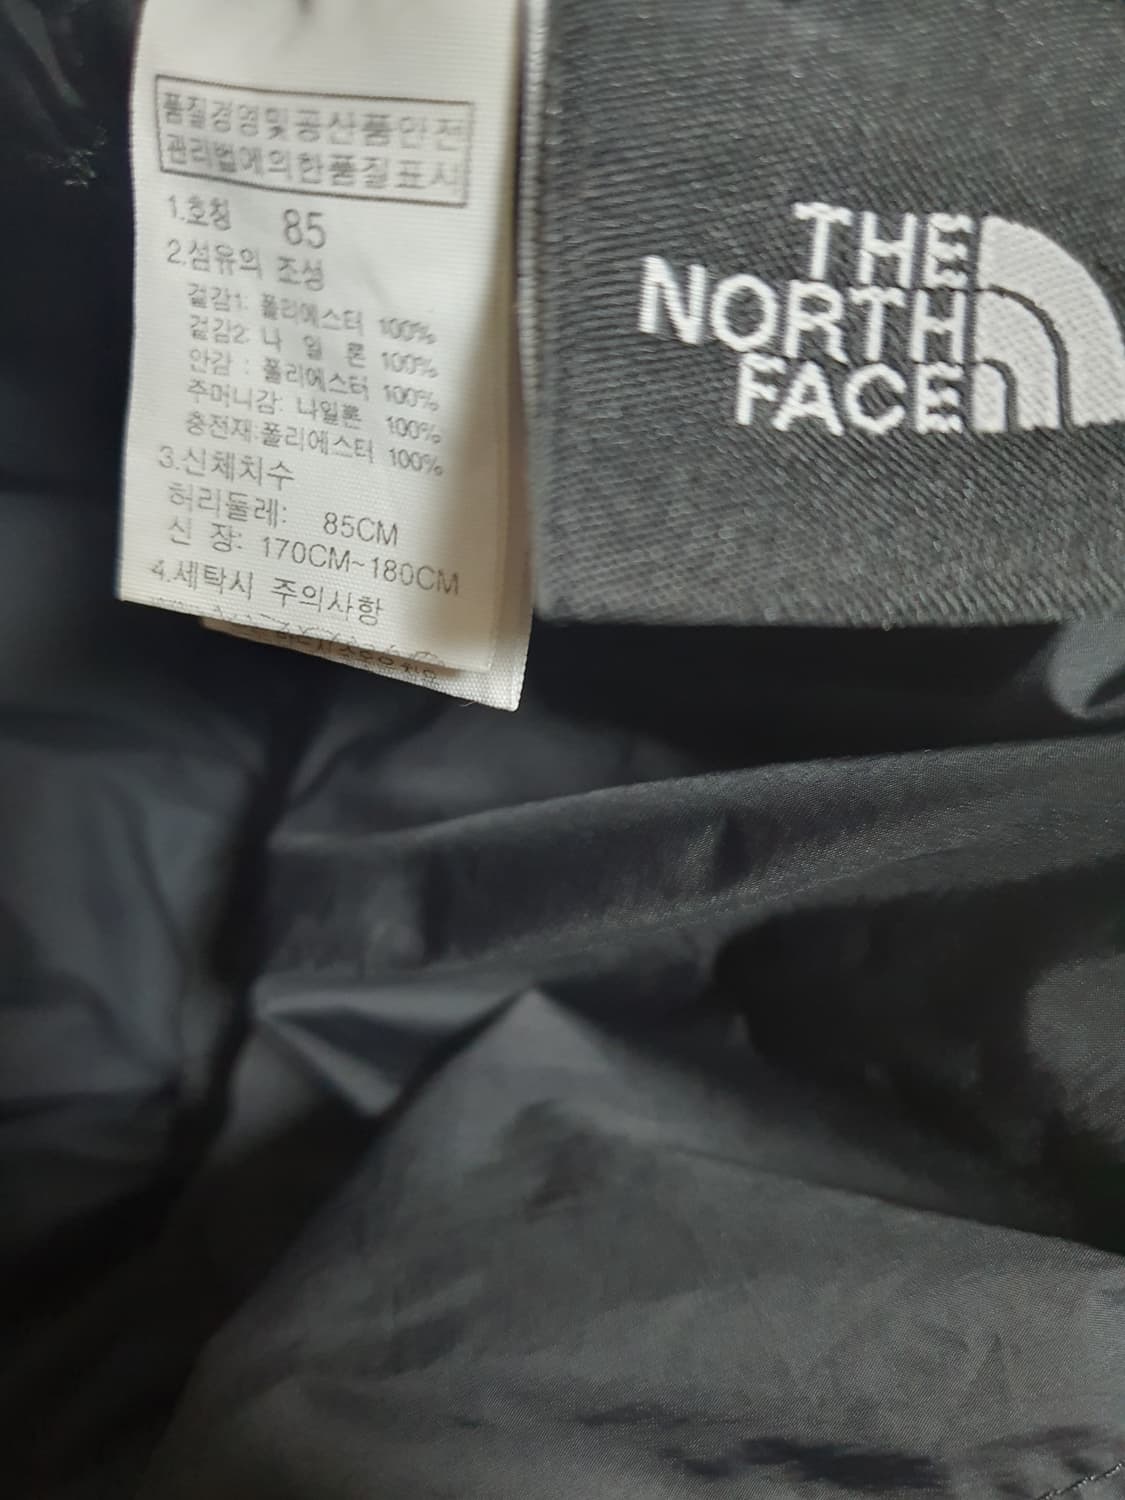 품질경영및공산품안전
관리법에의한품질표시
1.호칭 85
2.섬유의 조성
겉감1: 폴리에스터 100%
겉감2: 나 일 론 100%
안감 : 폴리에스터 100%
주머니감: 나일론 100%
충전재:폴리에스터 100%
3.신체치수
허리둘레: 85CM
신 장: 170CM~180CM
4.세탁시 주의사항
THE
NORTH
FACE